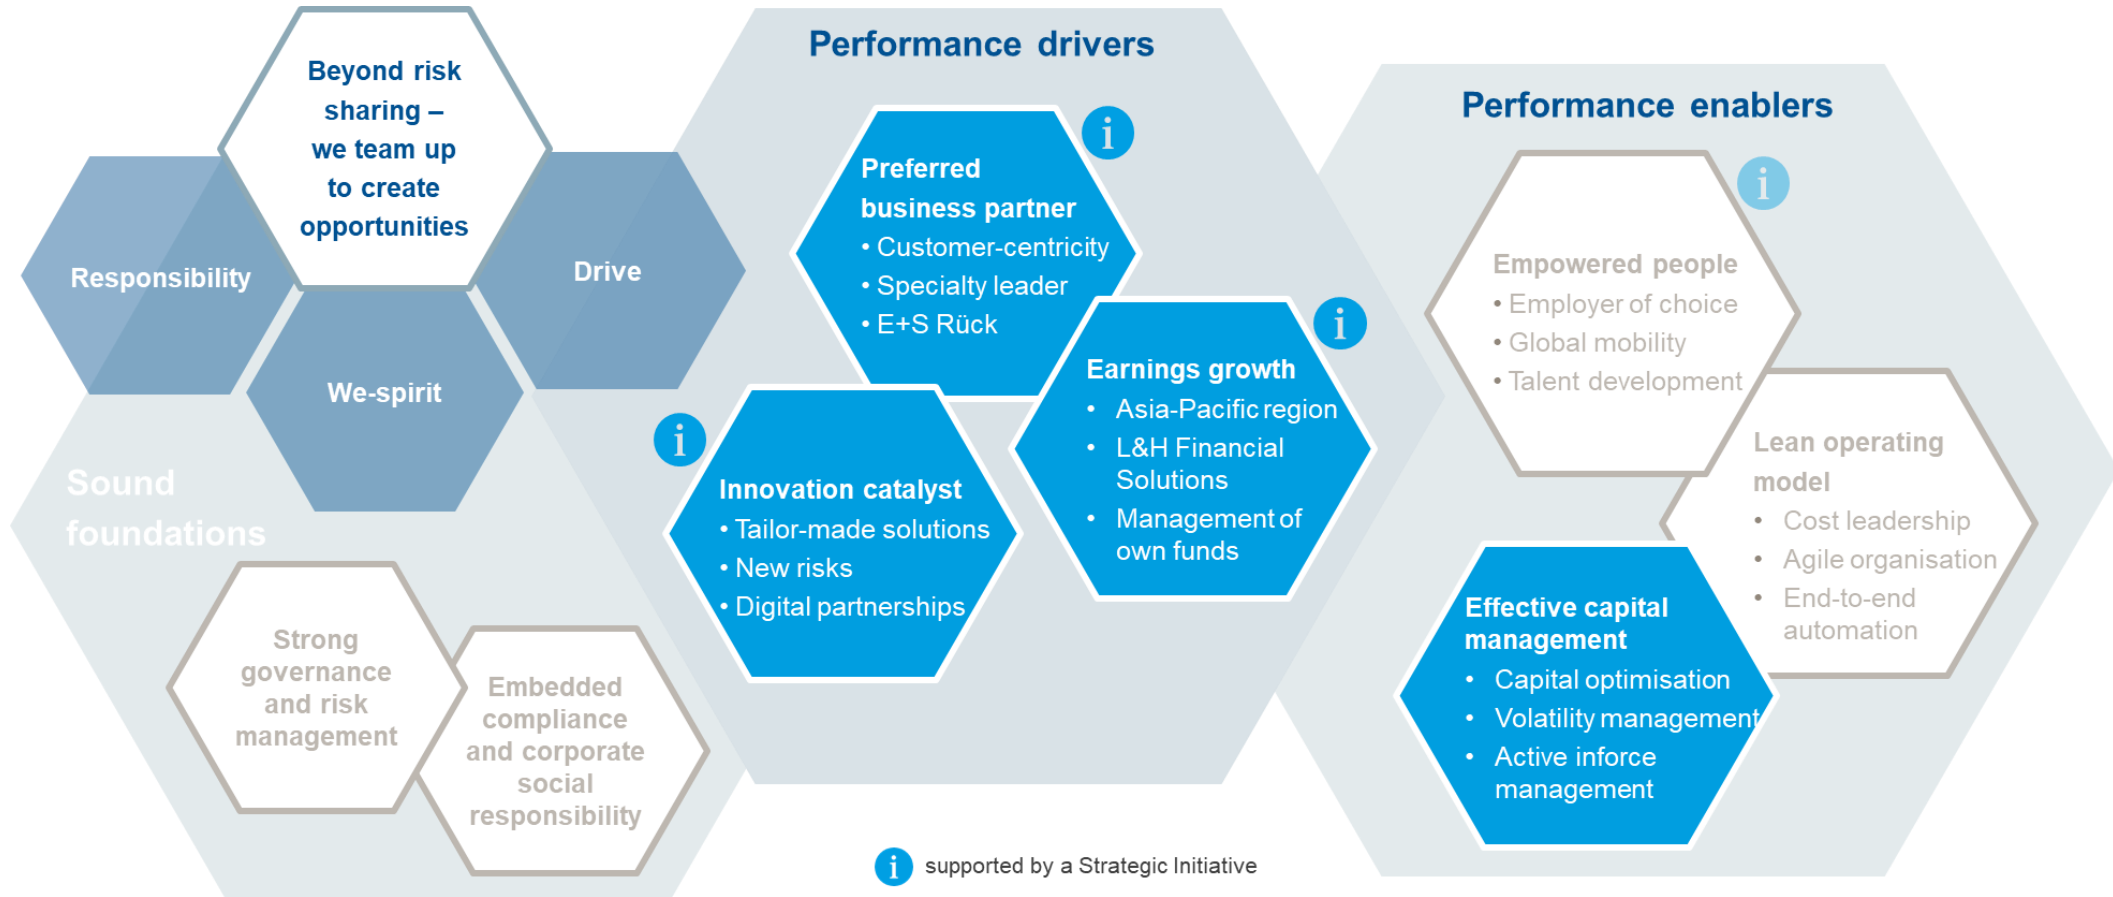 Beyond risk
sharing –
we team up
to create
opportunities
Responsibility
Drive
We-spirit
Sound
foundations
Strong
governance
and risk
management
Embedded
compliance
and corporate
social
responsibility
Performance drivers
i
Preferred
business partner
• Customer-centricity
• Specialty leader
• E+S Rück
i
Earnings growth
• Asia-Pacific region
• L&H Financial
Solutions
• Management of
own funds
i
Innovation catalyst
• Tailor-made solutions
• New risks
• Digital partnerships
Performance enablers
i
Empowered people
• Employer of choice
• Global mobility
• Talent development
Lean operating
model
• Cost leadership
• Agile organisation
• End-to-end
automation
Effective capital
management
• Capital optimisation
• Volatility management
• Active inforce
management
i supported by a Strategic Initiative